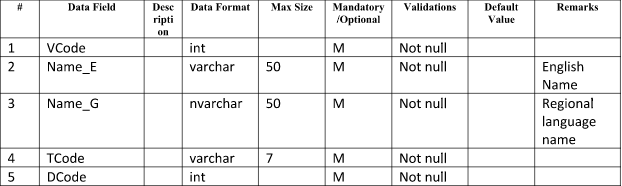 # Data Field Desc ripti on Data Format Max Size Mandatory /Optional Validations Default Value Remarks
1 VCode int M Not null
2 Name_E varchar 50 M Not null English Name
3 Name_G nvarchar 50 M Not null Regional language name
4 TCode varchar 7 M Not null
5 DCode int M Not null